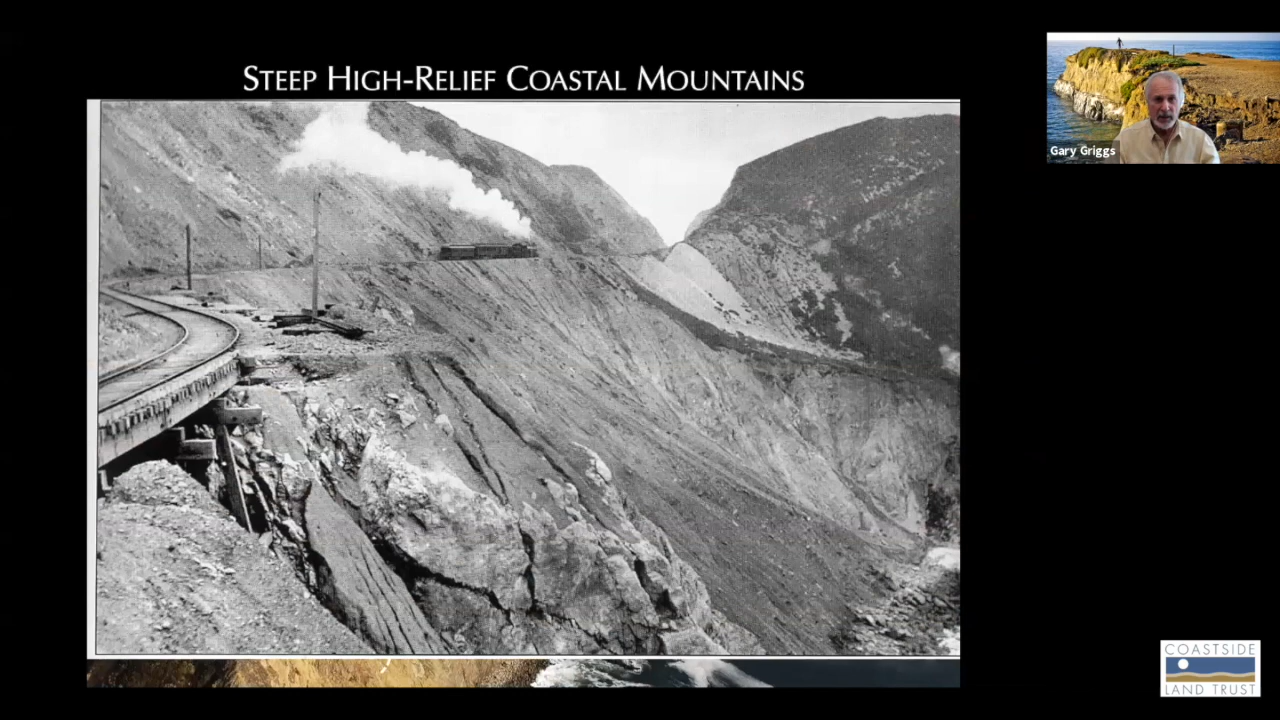 STEEP HIGH-RELIEF COASTAL MOUNTAINS
Gary Griggs
COASTSIDE
LAND TRUST